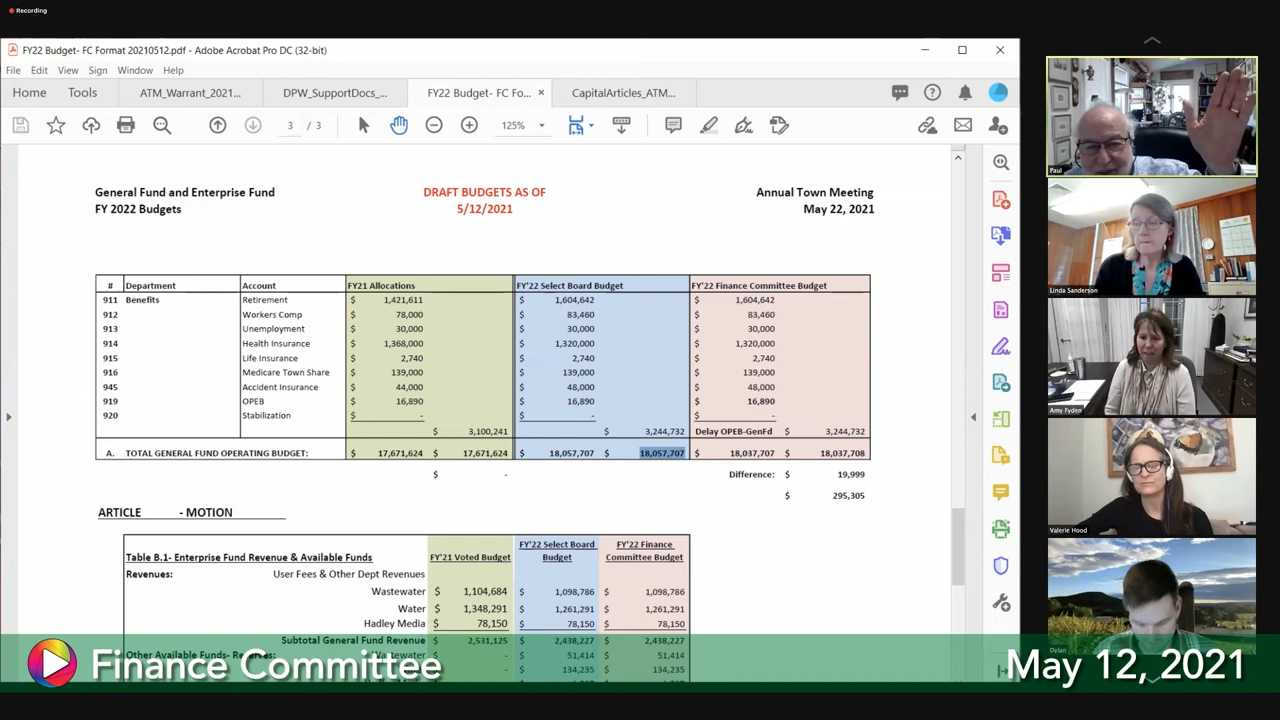 Recording
FY22 Budget- FC Format 20210512.pdf - Adobe Acrobat Pro DC (32-bit)
File Edit View Sign Window Help
Home Tools ATM_Warrant_2021... DPW_SupportDocs_... FY22 Budget- FC Fo... × CapitalArticles_ATM...
3 / 3 125%
General Fund and Enterprise Fund DRAFT BUDGETS AS OF Annual Town Meeting
FY 2022 Budgets 5/12/2021 May 22, 2021
# Department Account FY21 Allocations FY'22 Select Board Budget FY'22 Finance Committee Budget
911 Benefits Retirement $ 1,421,611 $ 1,604,642 $ 1,604,642
912 Workers Comp $ 78,000 $ 83,460 $ 83,460
913 Unemployment $ 30,000 $ 30,000 $ 30,000
914 Health Insurance $ 1,368,000 $ 1,320,000 $ 1,320,000
915 Life Insurance $ 2,740 $ 2,740 $ 2,740
916 Medicare Town Share $ 139,000 $ 139,000 $ 139,000
945 Accident Insurance $ 44,000 $ 48,000 $ 48,000
919 OPEB $ 16,890 $ 16,890 $ 16,890
920 Stabilization $ - $ - $ -
$ 3,100,241 $ 3,244,732 Delay OPEB-GenFd $ 3,244,732
A. TOTAL GENERAL FUND OPERATING BUDGET: $ 17,671,624 $ 17,671,624 $ 18,057,707 $ 18,057,707 $ 18,037,707 $ 18,037,708
$ - Difference: $ 19,999
$ 295,305
ARTICLE - MOTION
Table B.1- Enterprise Fund Revenue & Available Funds FY'21 Voted Budget FY'22 Select Board Budget FY'22 Finance Committee Budget
Revenues: User Fees & Other Dept Revenues
Wastewater $ 1,104,684 $ 1,098,786 $ 1,098,786
Water $ 1,348,291 $ 1,261,291 $ 1,261,291
Hadley Media $ 78,150 $ 78,150 $ 78,150
Subtotal General Fund Revenue $ 2,531,125 $ 2,438,227 $ 2,438,227
Other Available Funds- Reserves: Wastewater $ - $ 51,414 $ 51,414
$ - $ 134,235 $ 134,235
Paul
Linda Sanderson
Amy Fyden
Valerie Hood
Dylan
Finance Committee May 12, 2021